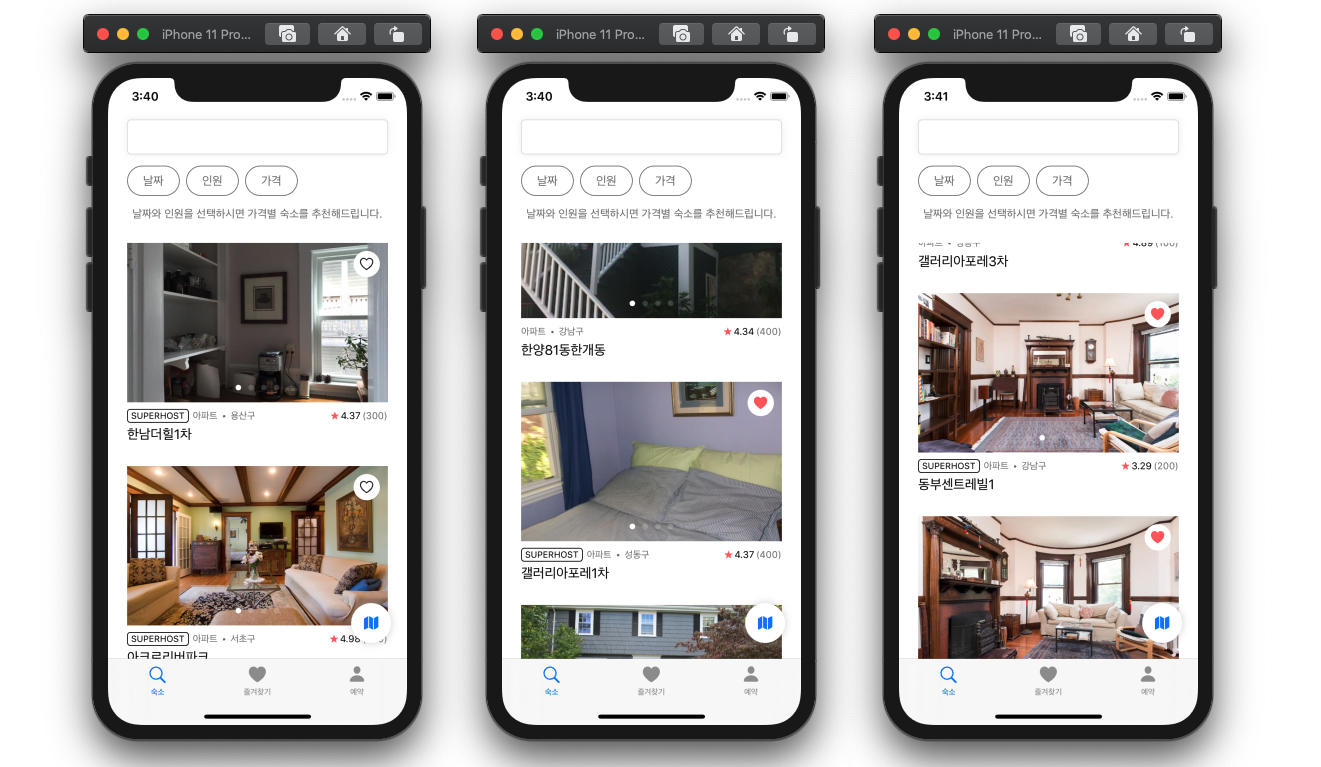 iPhone 11 Pro...
3:40
날짜
인원
가격
날짜와 인원을 선택하시면 가격별 숙소를 추천해드립니다.
SUPERHOST 아파트 • 용산구 ★ 4.37 (300)
한남더힐1차
SUPERHOST 아파트 • 서초구 ★ 4.98
아크로리버파크
숙소
즐겨찾기
예약
iPhone 11 Pro...
3:40
날짜
인원
가격
날짜와 인원을 선택하시면 가격별 숙소를 추천해드립니다.
아파트 • 강남구 ★ 4.34 (400)
한양81동한개동
SUPERHOST 아파트 • 성동구 ★ 4.37 (400)
갤러리아포레1차
숙소
즐겨찾기
예약
iPhone 11 Pro...
3:41
날짜
인원
가격
날짜와 인원을 선택하시면 가격별 숙소를 추천해드립니다.
갤러리아포레3차
SUPERHOST 아파트 • 강남구 ★ 3.29 (200)
동부센트레빌1
숙소
즐겨찾기
예약